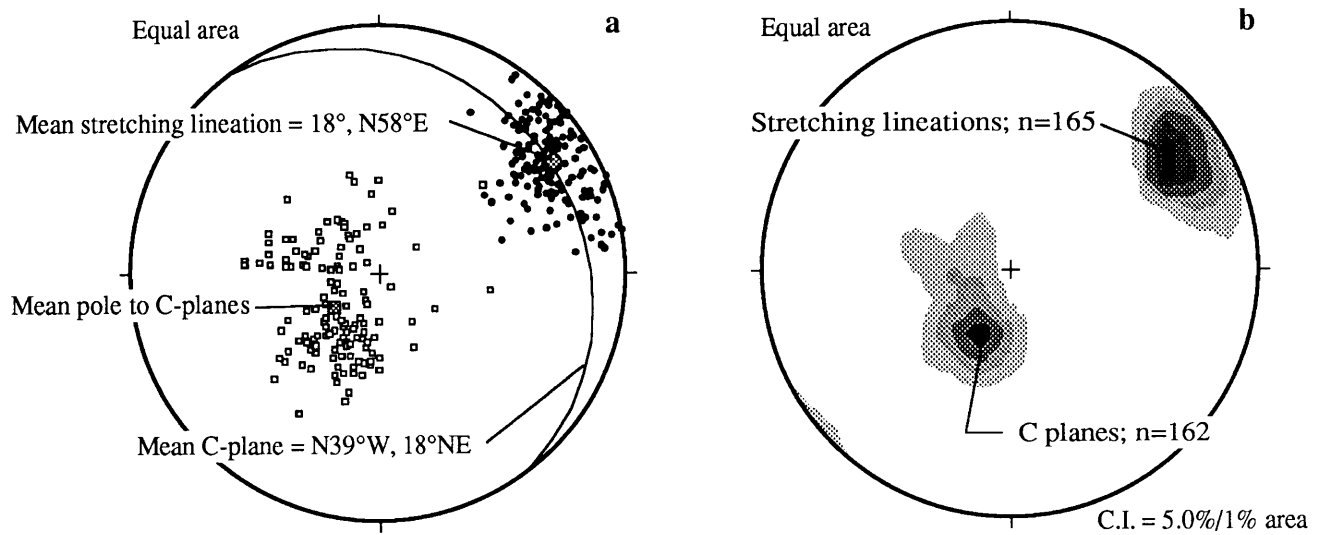 Equal area
a
Mean stretching lineation = 18°, N58°E
Mean pole to C-planes
Mean C-plane = N39°W, 18°NE
Equal area
b
Stretching lineations; n=165
C planes; n=162
C.I. = 5.0%/1% area